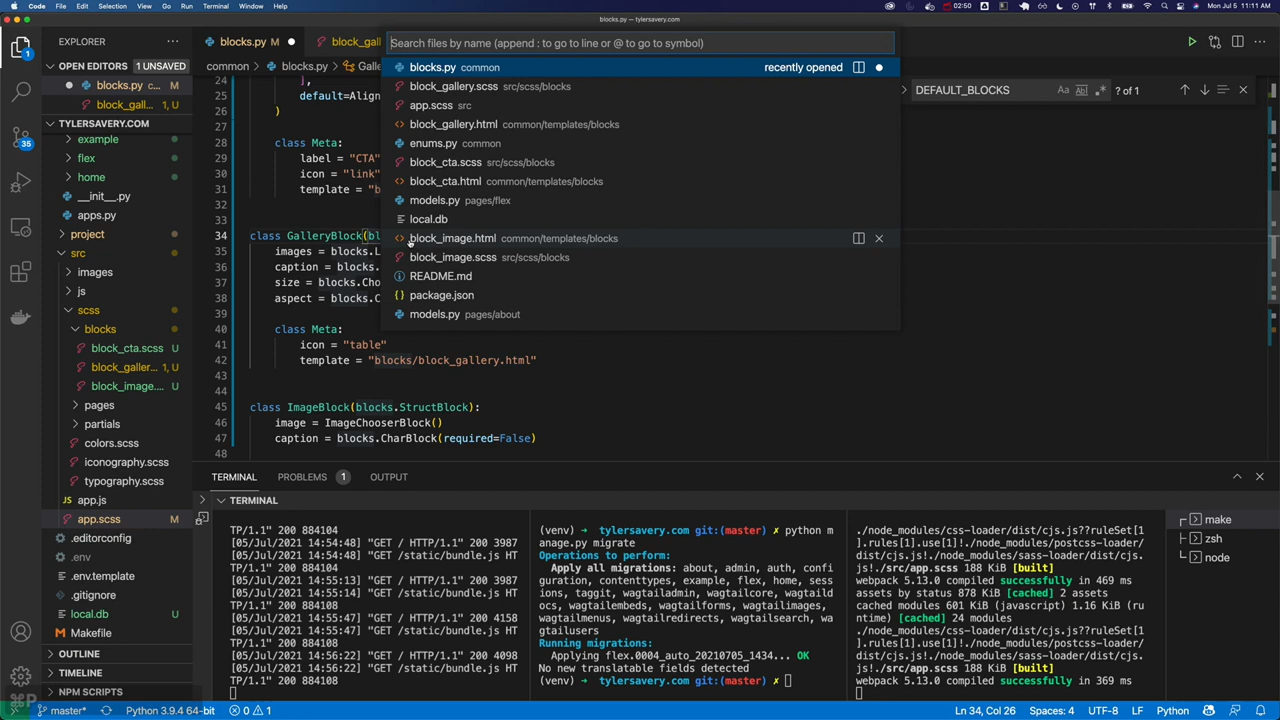 Code File Edit Selection View Go Run Terminal Window Help
02:50
Mon Jul 5 11:11 AM
blocks.py — tylersavery.com
EXPLORER
OPEN EDITORS 1 UNSAVED
blocks.py c... M
block_gall... U
TYLERSAVERY.COM
example
flex
home
__init__.py
apps.py
project
src
images
js
scss
blocks
block_cta.scss U
block_galler... U
block_image.... U
pages
partials
colors.scss
iconography.scss
typography.scss
app.js
app.scss M
.editorconfig
.env
.env.template
.gitignore
local.db
Makefile
OUTLINE
TIMELINE
NPM SCRIPTS
1
35
blocks.py M
block_gall
common > blocks.py > Gall
Search files by name (append : to go to line or @ to go to symbol)
blocks.py common recently opened
block_gallery.scss src/scss/blocks
app.scss src
block_gallery.html common/templates/blocks
enums.py common
block_cta.scss src/scss/blocks
block_cta.html common/templates/blocks
models.py pages/flex
local.db
block_image.html common/templates/blocks
block_image.scss src/scss/blocks
README.md
package.json
models.py pages/about
DEFAULT_BLOCKS Aa Ab .* ? of 1
24 ],
25 default=Align
26 )
27
28 class Meta:
29 label = "CTA"
30 icon = "link"
31 template = "b
32
33
34 class GalleryBlock(bl
35 images = blocks.L
36 caption = blocks.
37 size = blocks.Cho
38 aspect = blocks.C
39
40 class Meta:
41 icon = "table"
42 template = "blocks/block_gallery.html"
43
44
45 class ImageBlock(blocks.StructBlock):
46 image = ImageChooserBlock()
47 caption = blocks.CharBlock(required=False)
48
TERMINAL PROBLEMS 1 OUTPUT
TERMINAL
TP/1.1" 200 884104
[05/Jul/2021 14:54:48] "GET / HTTP/1.1" 200 3987
[05/Jul/2021 14:54:48] "GET /static/bundle.js HT
TP/1.1" 200 884104
[05/Jul/2021 14:55:13] "GET / HTTP/1.1" 200 3987
[05/Jul/2021 14:55:13] "GET /static/bundle.js HT
TP/1.1" 200 884108
[05/Jul/2021 14:55:47] "GET / HTTP/1.1" 200 4158
[05/Jul/2021 14:55:47] "GET /static/bundle.js HT
TP/1.1" 200 884108
[05/Jul/2021 14:56:22] "GET / HTTP/1.1" 200 4098
[05/Jul/2021 14:56:22] "GET /static/bundle.js HT
TP/1.1" 200 884108
(venv) → tylersavery.com git:(master) ✗ python m
anage.py migrate
Operations to perform:
Apply all migrations: about, admin, auth, confi
guration, contenttypes, example, flex, home, sess
ions, taggit, wagtailadmin, wagtailcore, wagtaild
ocs, wagtailembeds, wagtailforms, wagtailimages,
wagtailmenus, wagtailredirects, wagtailsearch, wa
gtailusers
Running migrations:
Applying flex.0004_auto_20210705_1434... OK
No new translatable fields detected
(venv) → tylersavery.com git:(master) ✗
./node_modules/css-loader/dist/cjs.js??ruleSet[1
].rules[1].use[1]!./node_modules/postcss-loader/
dist/cjs.js!./node_modules/sass-loader/dist/cjs.
js!./src/app.scss 188 KiB [built]
webpack 5.13.0 compiled successfully in 469 ms
assets by status 878 KiB [cached] 2 assets
cached modules 601 KiB (javascript) 1.16 KiB (ru
ntime) [cached] 24 modules
./node_modules/css-loader/dist/cjs.js??ruleSet[
1].rules[1].use[1]!./node_modules/postcss-loader
/dist/cjs.js!./node_modules/sass-loader/dist/cjs
.js!./src/app.scss 188 KiB [built]
webpack 5.13.0 compiled successfully in 369 ms
make
zsh
node
⌘P
master* Python 3.9.4 64-bit 0 1
Ln 34, Col 26 Spaces: 4 UTF-8 LF Python